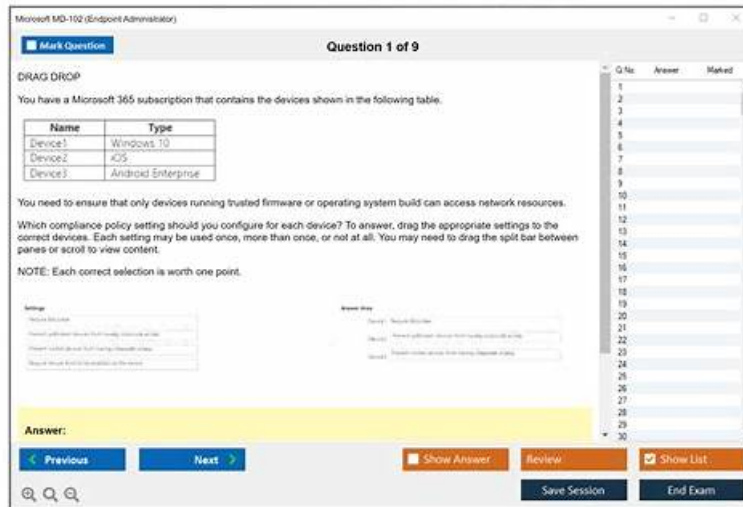 Microsoft MD-102 (Endpoint Administrator)
Mark Question
Question 1 of 9
DRAG DROP
You have a Microsoft 365 subscription that contains the devices shown in the following table.
Name Type
Device1 Windows 10
Device2 iOS
Device3 Android Enterprise
You need to ensure that only devices running trusted firmware or operating system build can access network resources.
Which compliance policy setting should you configure for each device? To answer, drag the appropriate settings to the
correct devices. Each setting may be used once, more than once, or not at all. You may need to drag the split bar between
panes or scroll to view content.
NOTE: Each correct selection is worth one point.
Settings
Answer Area
Answer:
Q.No. Answer Marked
1
2
3
4
5
6
7
8
9
10
11
12
13
14
15
16
17
18
19
20
21
22
23
24
25
26
27
28
29
30
Previous
Next
Show Answer
Review
Show List
Save Session
End Exam